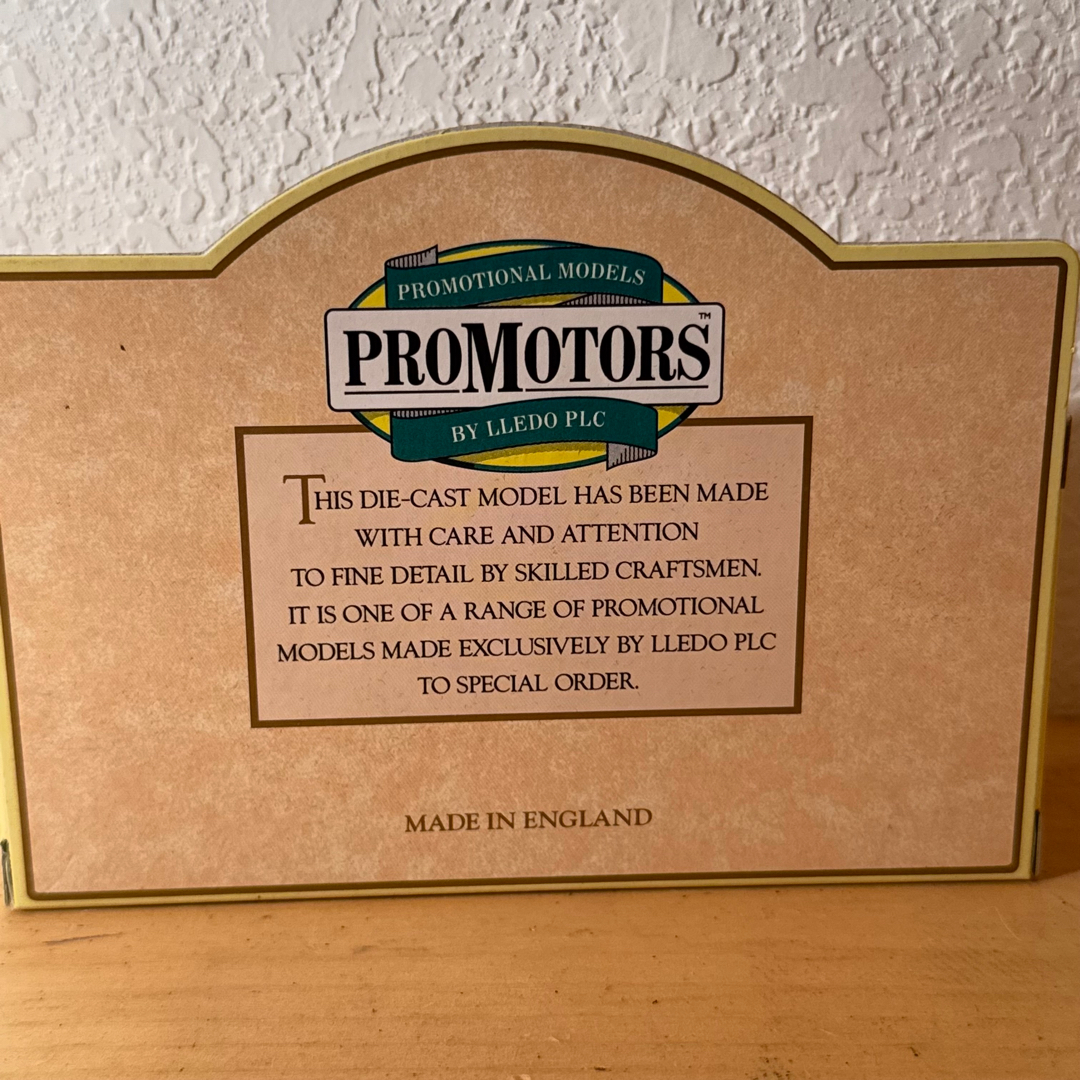 PROMOTIONAL MODELS
PROMOTORS™
BY LLEDO PLC
THIS DIE-CAST MODEL HAS BEEN MADE
WITH CARE AND ATTENTION
TO FINE DETAIL BY SKILLED CRAFTSMEN.
IT IS ONE OF A RANGE OF PROMOTIONAL
MODELS MADE EXCLUSIVELY BY LLEDO PLC
TO SPECIAL ORDER.
MADE IN ENGLAND